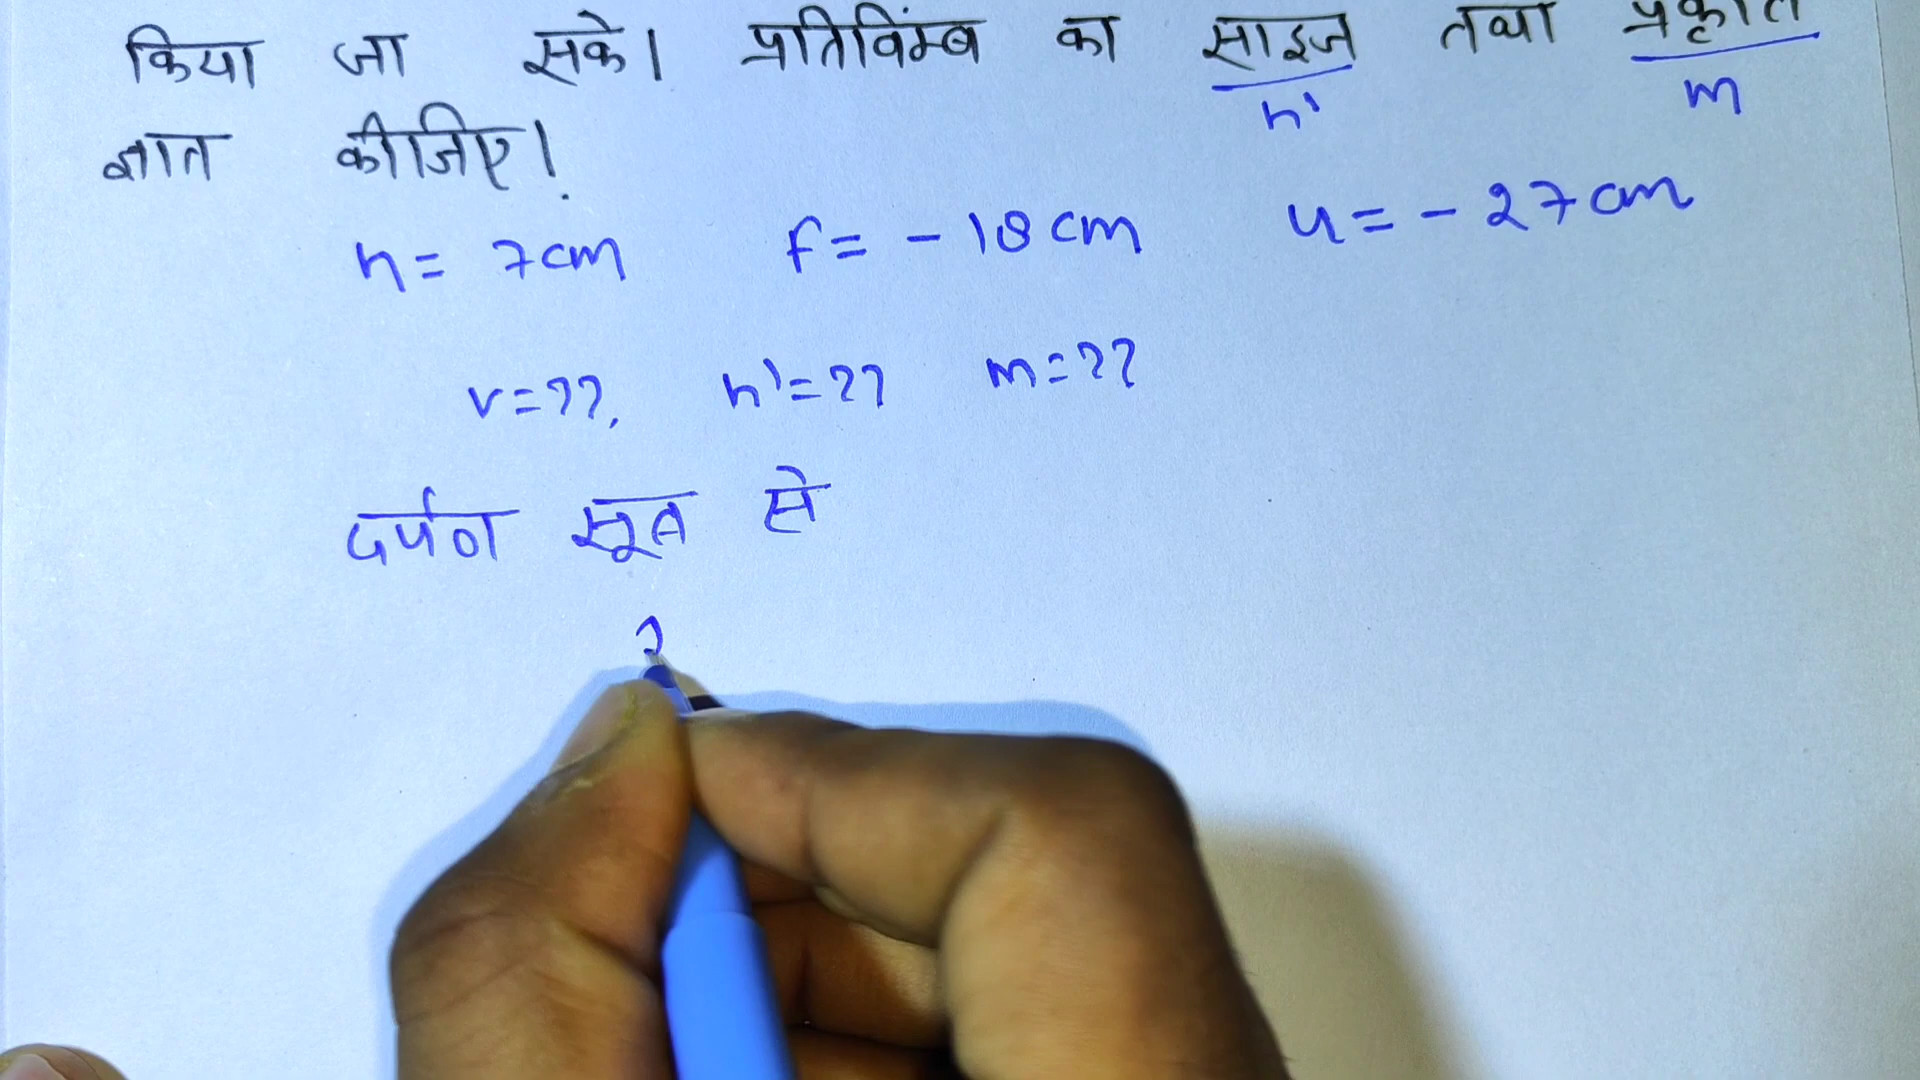 किया जा सके। प्रतिविंम्ब का साइज तथा प्रकृति
h' m
ज्ञात कीजिए।
h = 7cm f = - 18 cm u = - 27 cm
v = ??, h' = ?? m = ??
दर्पण सूत्र से